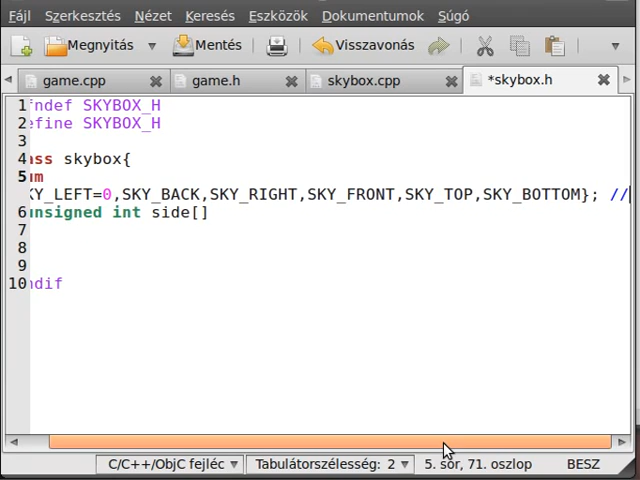 Fájl Szerkesztés Nézet Keresés Eszközök Dokumentumok Súgó
Megnyitás Mentés Visszavonás
game.cpp game.h skybox.cpp *skybox.h
1 fndef SKYBOX_H
2 efine SKYBOX_H
3
4 ass skybox{
5 um
KY_LEFT=0,SKY_BACK,SKY_RIGHT,SKY_FRONT,SKY_TOP,SKY_BOTTOM}; //
6 unsigned int side[]
7
8
9
10 ndif
C/C++/ObjC fejléc Tabulátorszélesség: 2 5. sor, 71. oszlop BESZ